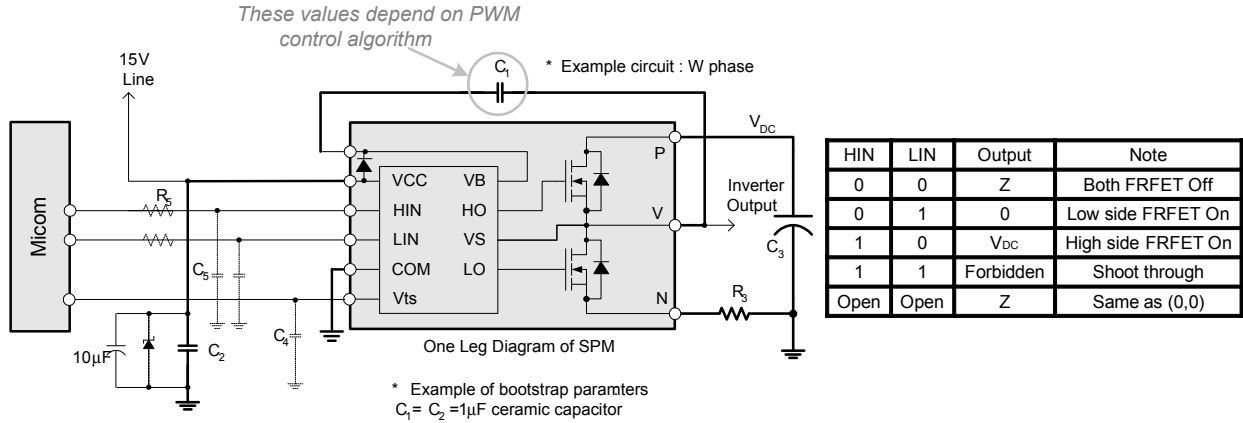 These values depend on PWM
control algorithm
15V
Line
C1
* Example circuit : W phase
VDC
P
Micom
R5
VCC VB
HIN HO
LIN VS
COM LO
Vts
V
N
Inverter
Output
C3
R3
C5
C4
10μF
C2
One Leg Diagram of SPM
* Example of bootstrap paramters
C1= C2 =1μF ceramic capacitor
HIN LIN Output Note
0 0 Z Both FRFET Off
0 1 0 Low side FRFET On
1 0 VDC High side FRFET On
1 1 Forbidden Shoot through
Open Open Z Same as (0,0)